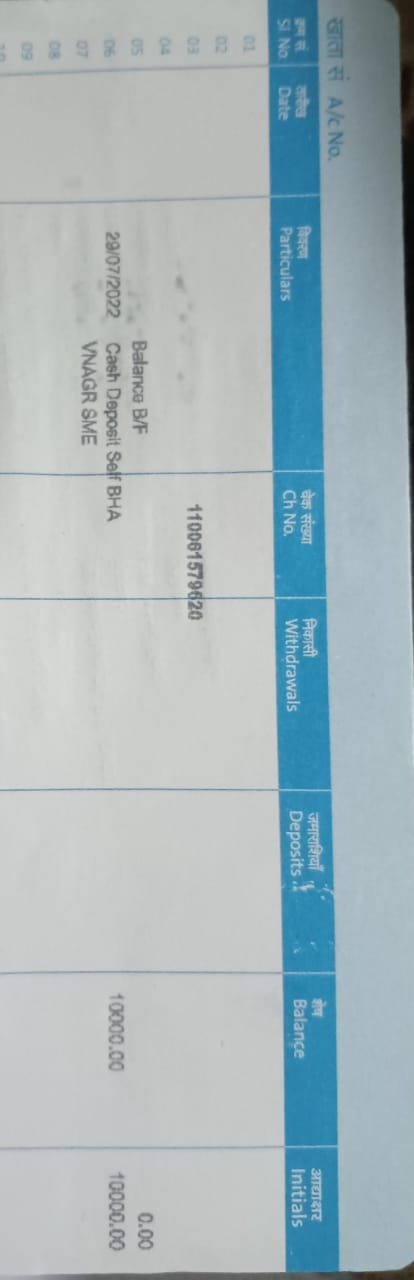 खाता सं A/c No.
क्रम सं. तारीख विवरण चेक संख्या निकासी जमाराशियाँ शेष आद्याक्षर
Sl No. Date Particulars Ch No. Withdrawals Deposits Balance Initials
01
02
03 110061579620
04
05 Balance B/F 0.00
06 29/07/2022 Cash Deposit Self BHA 10000.00 10000.00
07 VNAGR SME
08
09
10